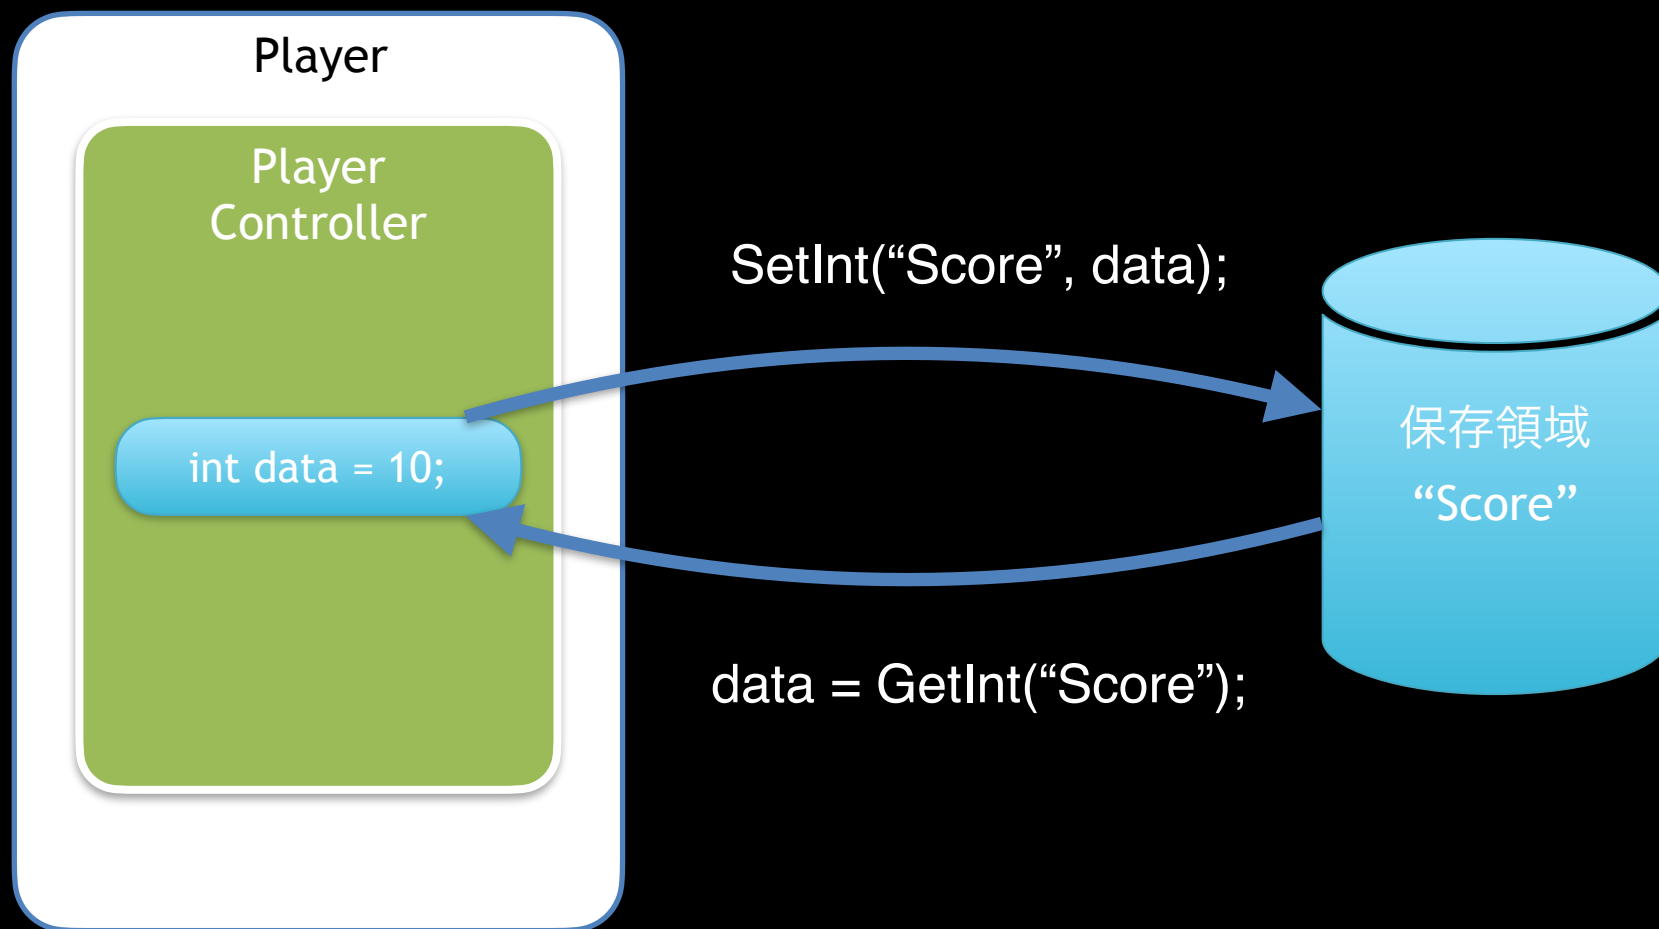 Player
Player
Controller
SetInt(“Score”, data);
int data = 10;
保存領域
“Score”
data = GetInt(“Score”);